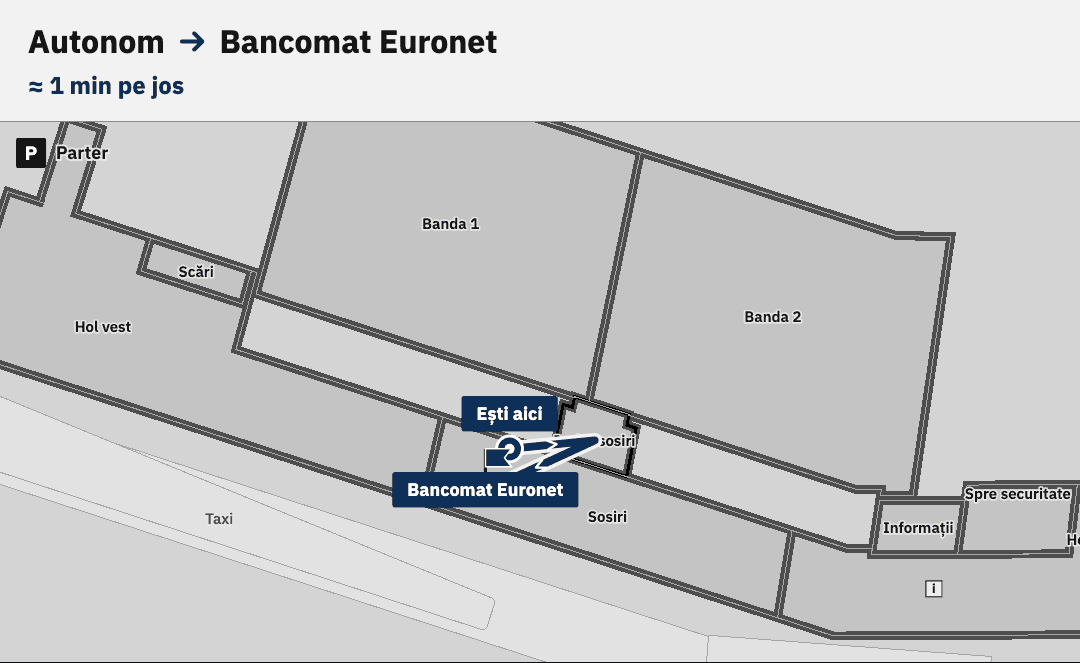 Autonom → Bancomat Euronet
≈ 1 min pe jos
P Parter
Banda 1
Scări
Banda 2
Hol vest
Ești aici
sosiri
Bancomat Euronet
Spre securitate
Sosiri
Taxi
Informații
i